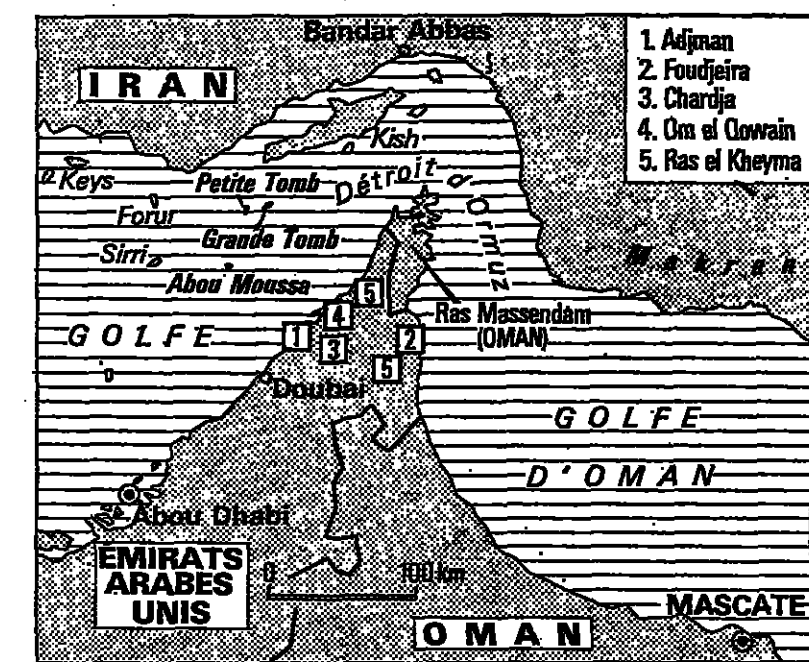 Bandar Abbas
1. Adjman
2. Foudjeira
3. Chardja
4. Om el Qowain
5. Ras el Kheyma
IRAN
Kish
Keys
Petite Tomb
Détroit d'Ormuz
Forur
Grande Tomb
Sirri
Makran
Abou Moussa
5
4
Ras Massendam
(OMAN)
GOLFE
1
3
2
5
Doubaï
GOLFE
D'OMAN
Abou Dhabi
ÉMIRATS
ARABES
UNIS
0 100 km
MASCATE
OMAN